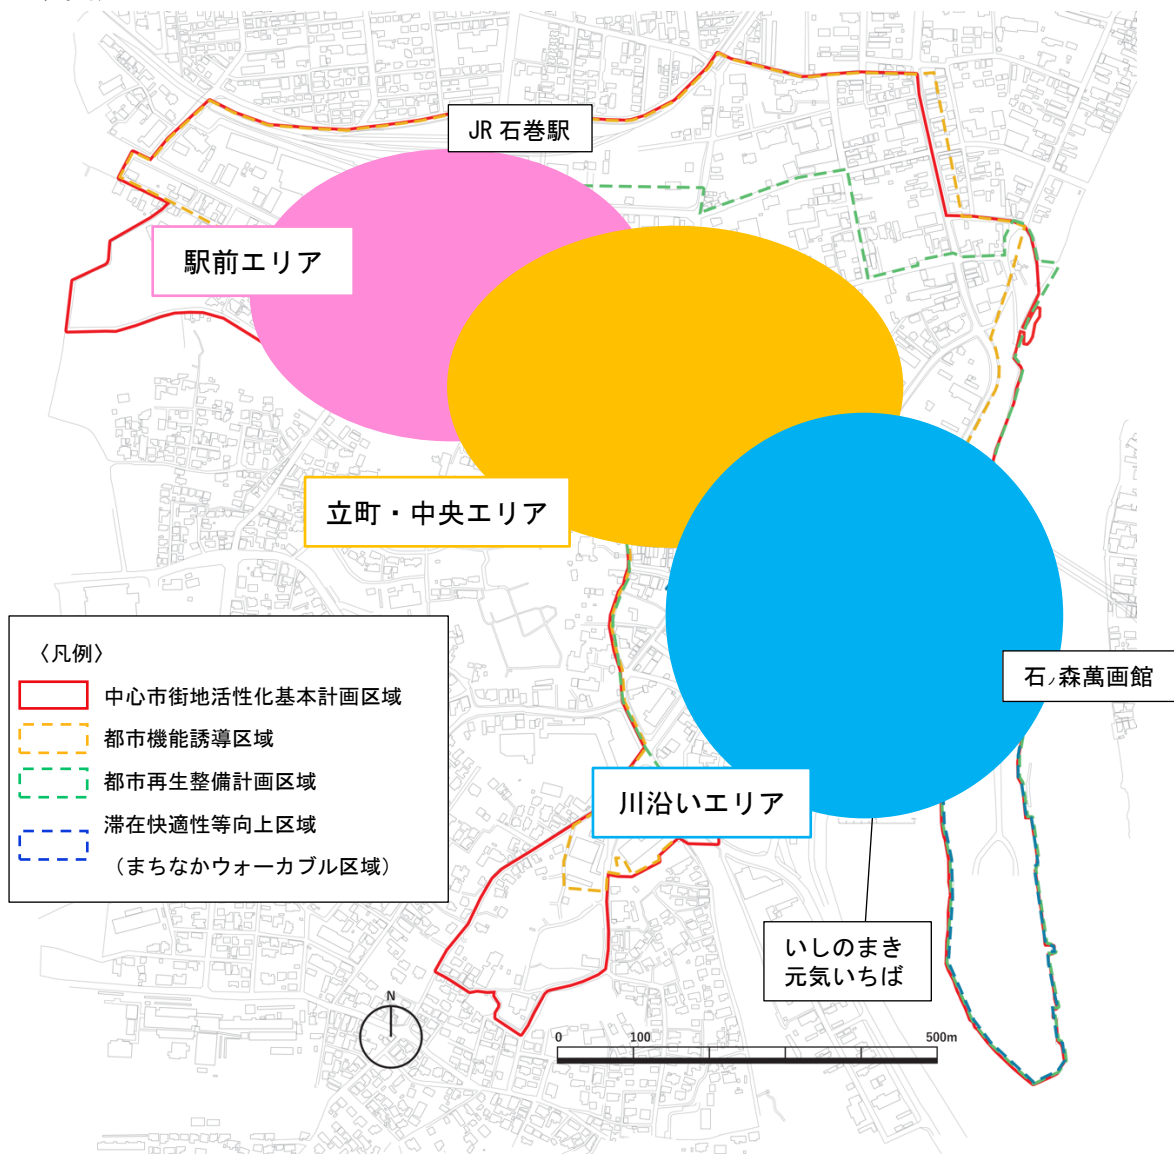 JR 石巻駅
駅前エリア
立町・中央エリア
〈凡例〉
中心市街地活性化基本計画区域
都市機能誘導区域
都市再生整備計画区域
滞在快適性等向上区域
（まちなかウォーカブル区域）
石ノ森萬画館
川沿いエリア
いしのまき
元気いちば
N
0 100 500m